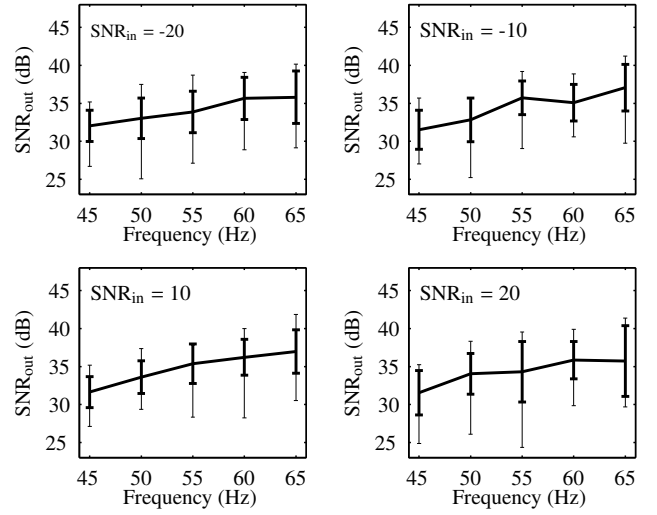 SNRin = -20
45
40
35
30
25
SNRout (dB)
45 50 55 60 65
Frequency (Hz)
SNRin = -10
45
40
35
30
25
SNRout (dB)
45 50 55 60 65
Frequency (Hz)
SNRin = 10
45
40
35
30
25
SNRout (dB)
45 50 55 60 65
Frequency (Hz)
SNRin = 20
45
40
35
30
25
SNRout (dB)
45 50 55 60 65
Frequency (Hz)